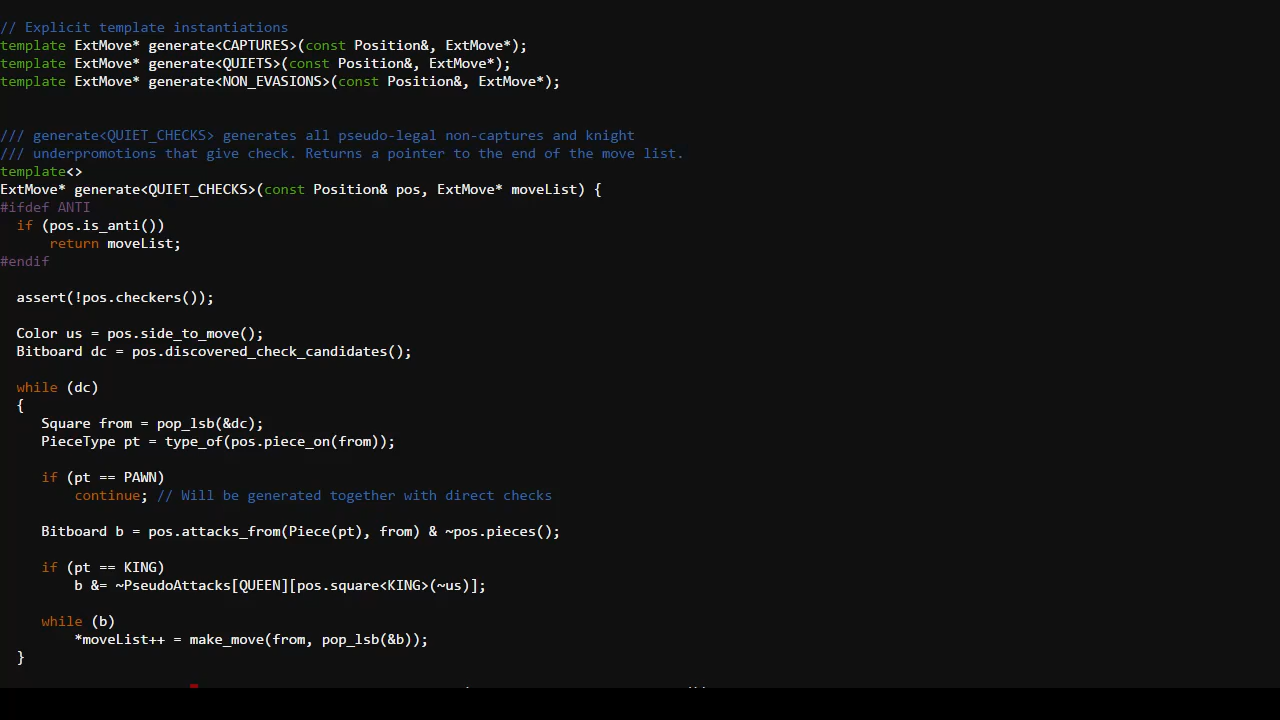 // Explicit template instantiations
template ExtMove* generate<CAPTURES>(const Position&, ExtMove*);
template ExtMove* generate<QUIETS>(const Position&, ExtMove*);
template ExtMove* generate<NON_EVASIONS>(const Position&, ExtMove*);
/// generate<QUIET_CHECKS> generates all pseudo-legal non-captures and knight
/// underpromotions that give check. Returns a pointer to the end of the move list.
template<>
ExtMove* generate<QUIET_CHECKS>(const Position& pos, ExtMove* moveList) {
#ifdef ANTI
  if (pos.is_anti())
      return moveList;
#endif
  assert(!pos.checkers());
  Color us = pos.side_to_move();
  Bitboard dc = pos.discovered_check_candidates();
  while (dc)
  {
     Square from = pop_lsb(&dc);
     PieceType pt = type_of(pos.piece_on(from));
     if (pt == PAWN)
         continue; // Will be generated together with direct checks
     Bitboard b = pos.attacks_from(Piece(pt), from) & ~pos.pieces();
     if (pt == KING)
         b &= ~PseudoAttacks[QUEEN][pos.square<KING>(~us)];
     while (b)
         *moveList++ = make_move(from, pop_lsb(&b));
  }